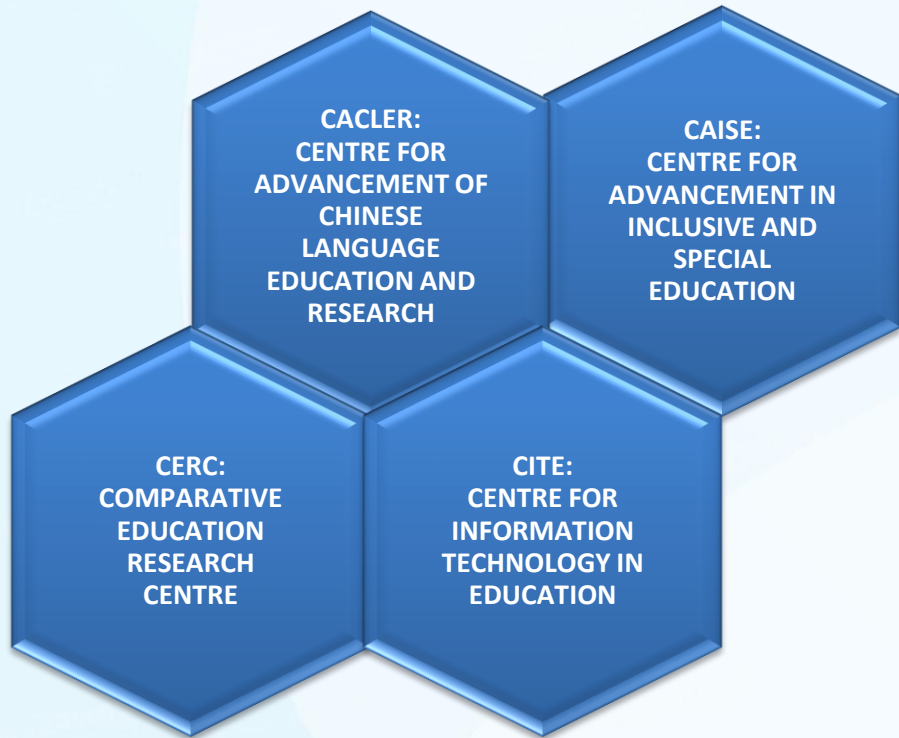 CACLER:
CENTRE FOR
ADVANCEMENT OF
CHINESE
LANGUAGE
EDUCATION AND
RESEARCH
CAISE:
CENTRE FOR
ADVANCEMENT IN
INCLUSIVE AND
SPECIAL
EDUCATION
CERC:
COMPARATIVE
EDUCATION
RESEARCH
CENTRE
CITE:
CENTRE FOR
INFORMATION
TECHNOLOGY IN
EDUCATION